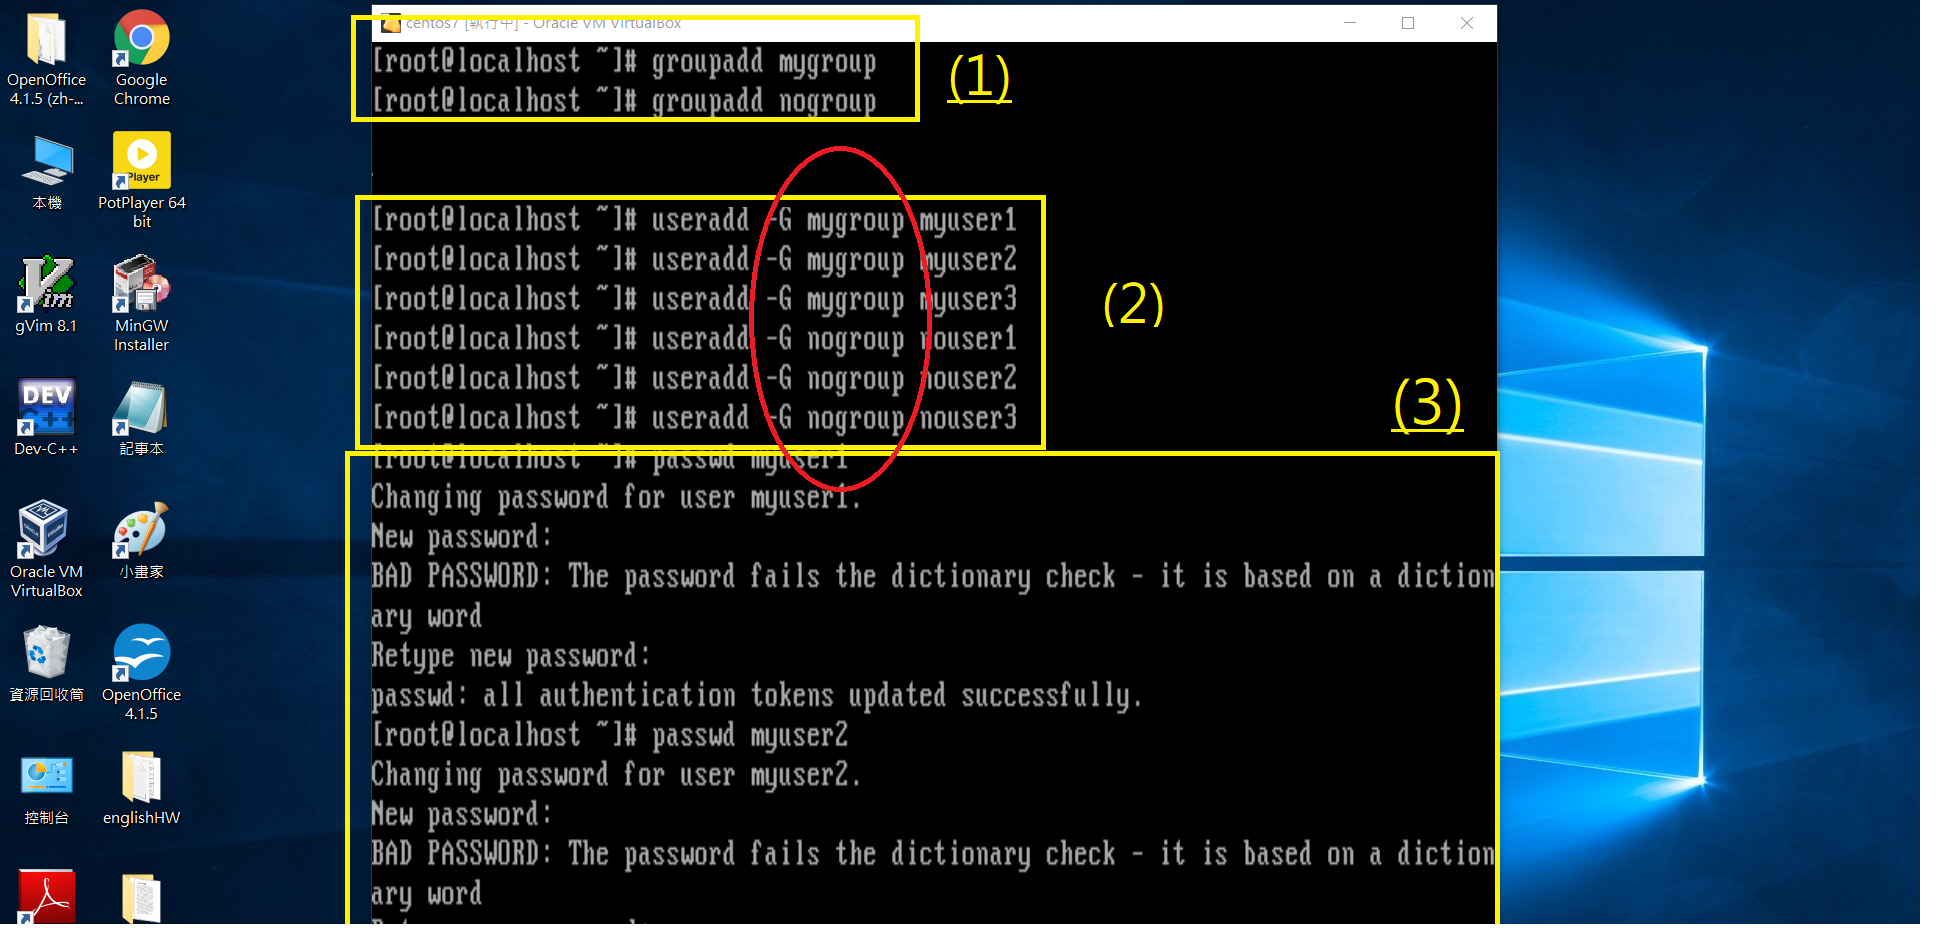 OpenOffice
4.1.5 (zh-...
Google
Chrome
本機
PotPlayer 64
bit
Player
gVim 8.1
MinGW
Installer
DEV
C++
Dev-C++
記事本
Oracle VM
VirtualBox
小畫家
資源回收筒
OpenOffice
4.1.5
控制台
englishHW
centos7 [執行中] - Oracle VM VirtualBox
[root@localhost ~]# groupadd mygroup
[root@localhost ~]# groupadd nogroup
(1)
[root@localhost ~]# useradd -G mygroup myuser1
[root@localhost ~]# useradd -G mygroup myuser2
[root@localhost ~]# useradd -G mygroup myuser3
[root@localhost ~]# useradd -G nogroup nouser1
[root@localhost ~]# useradd -G nogroup nouser2
[root@localhost ~]# useradd -G nogroup nouser3
(2)
(3)
[root@localhost ~]# passwd myuser1
Changing password for user myuser1.
New password:
BAD PASSWORD: The password fails the dictionary check - it is based on a diction
ary word
Retype new password:
passwd: all authentication tokens updated successfully.
[root@localhost ~]# passwd myuser2
Changing password for user myuser2.
New password:
BAD PASSWORD: The password fails the dictionary check - it is based on a diction
ary word